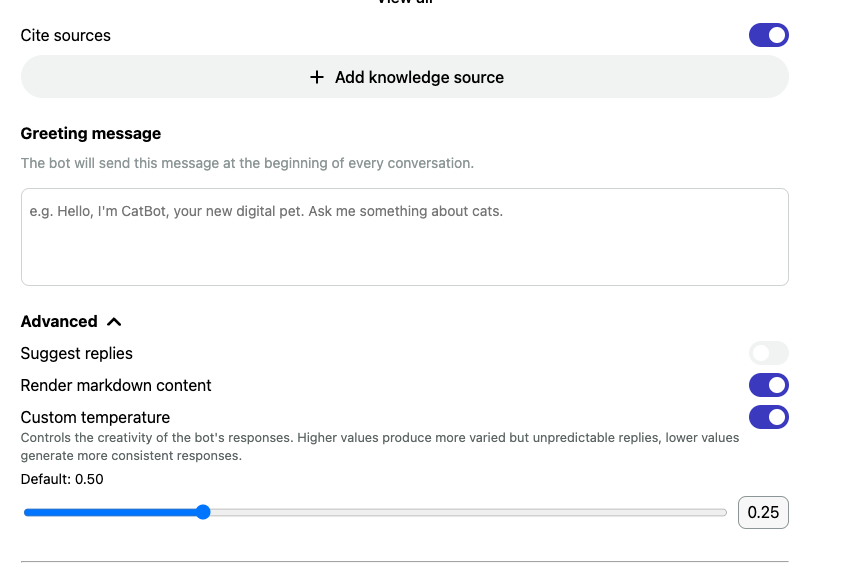 View all
Cite sources
+ Add knowledge source
Greeting message
The bot will send this message at the beginning of every conversation.
e.g. Hello, I'm CatBot, your new digital pet. Ask me something about cats.
Advanced
Suggest replies
Render markdown content
Custom temperature
Controls the creativity of the bot's responses. Higher values produce more varied but unpredictable replies, lower values
generate more consistent responses.
Default: 0.50
0.25